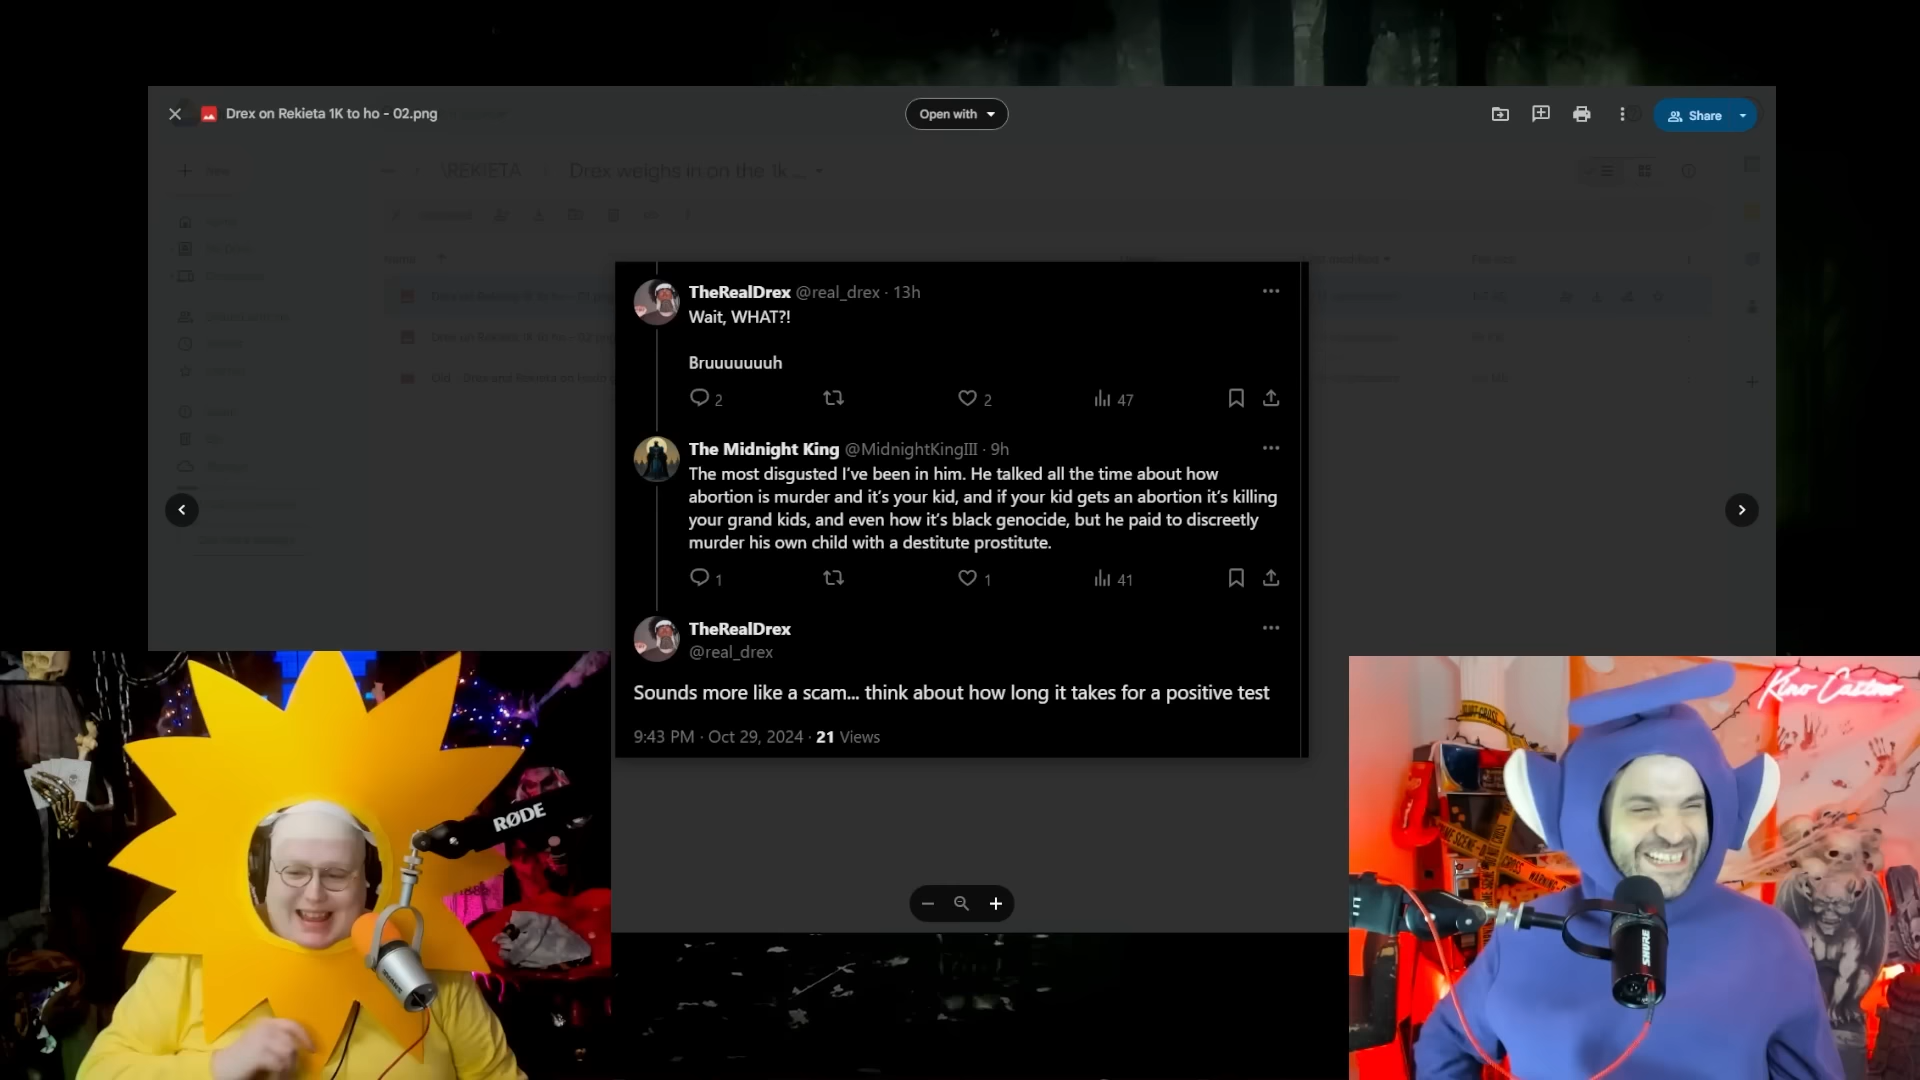 Drex on Rekieta 1K to ho - 02.png
Open with
Share
\REKIETA
Drex weighs in on the 1k ...
TheRealDrex @real_drex · 13h
Wait, WHAT?!
Bruuuuuuuh
2
2
47
The Midnight King @MidnightKingIII · 9h
The most disgusted I've been in him. He talked all the time about how
abortion is murder and it's your kid, and if your kid gets an abortion it's killing
your grand kids, and even how it's black genocide, but he paid to discreetly
murder his own child with a destitute prostitute.
1
1
41
TheRealDrex
@real_drex
Sounds more like a scam... think about how long it takes for a positive test
9:43 PM · Oct 29, 2024 · 21 Views
RØDE
Kino Casino
SHURE